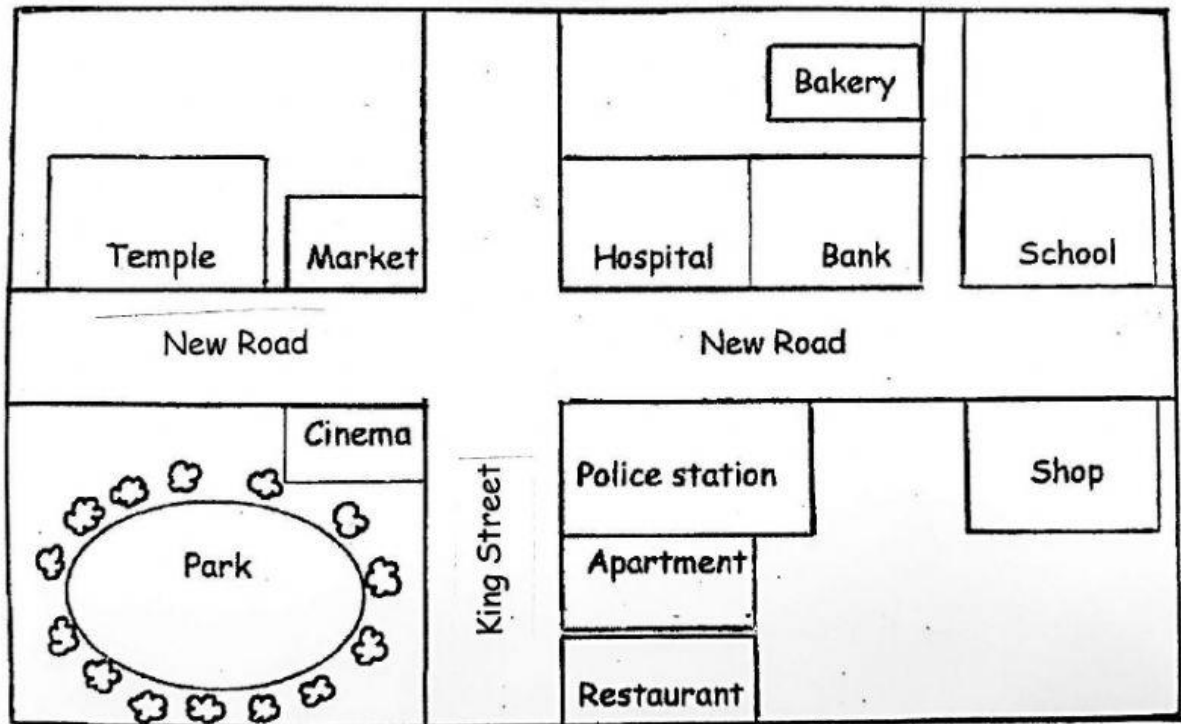 Bakery
Temple
Market
Hospital
Bank
School
New Road
New Road
Cinema
Police station
Shop
Park
King Street
Apartment
Restaurant